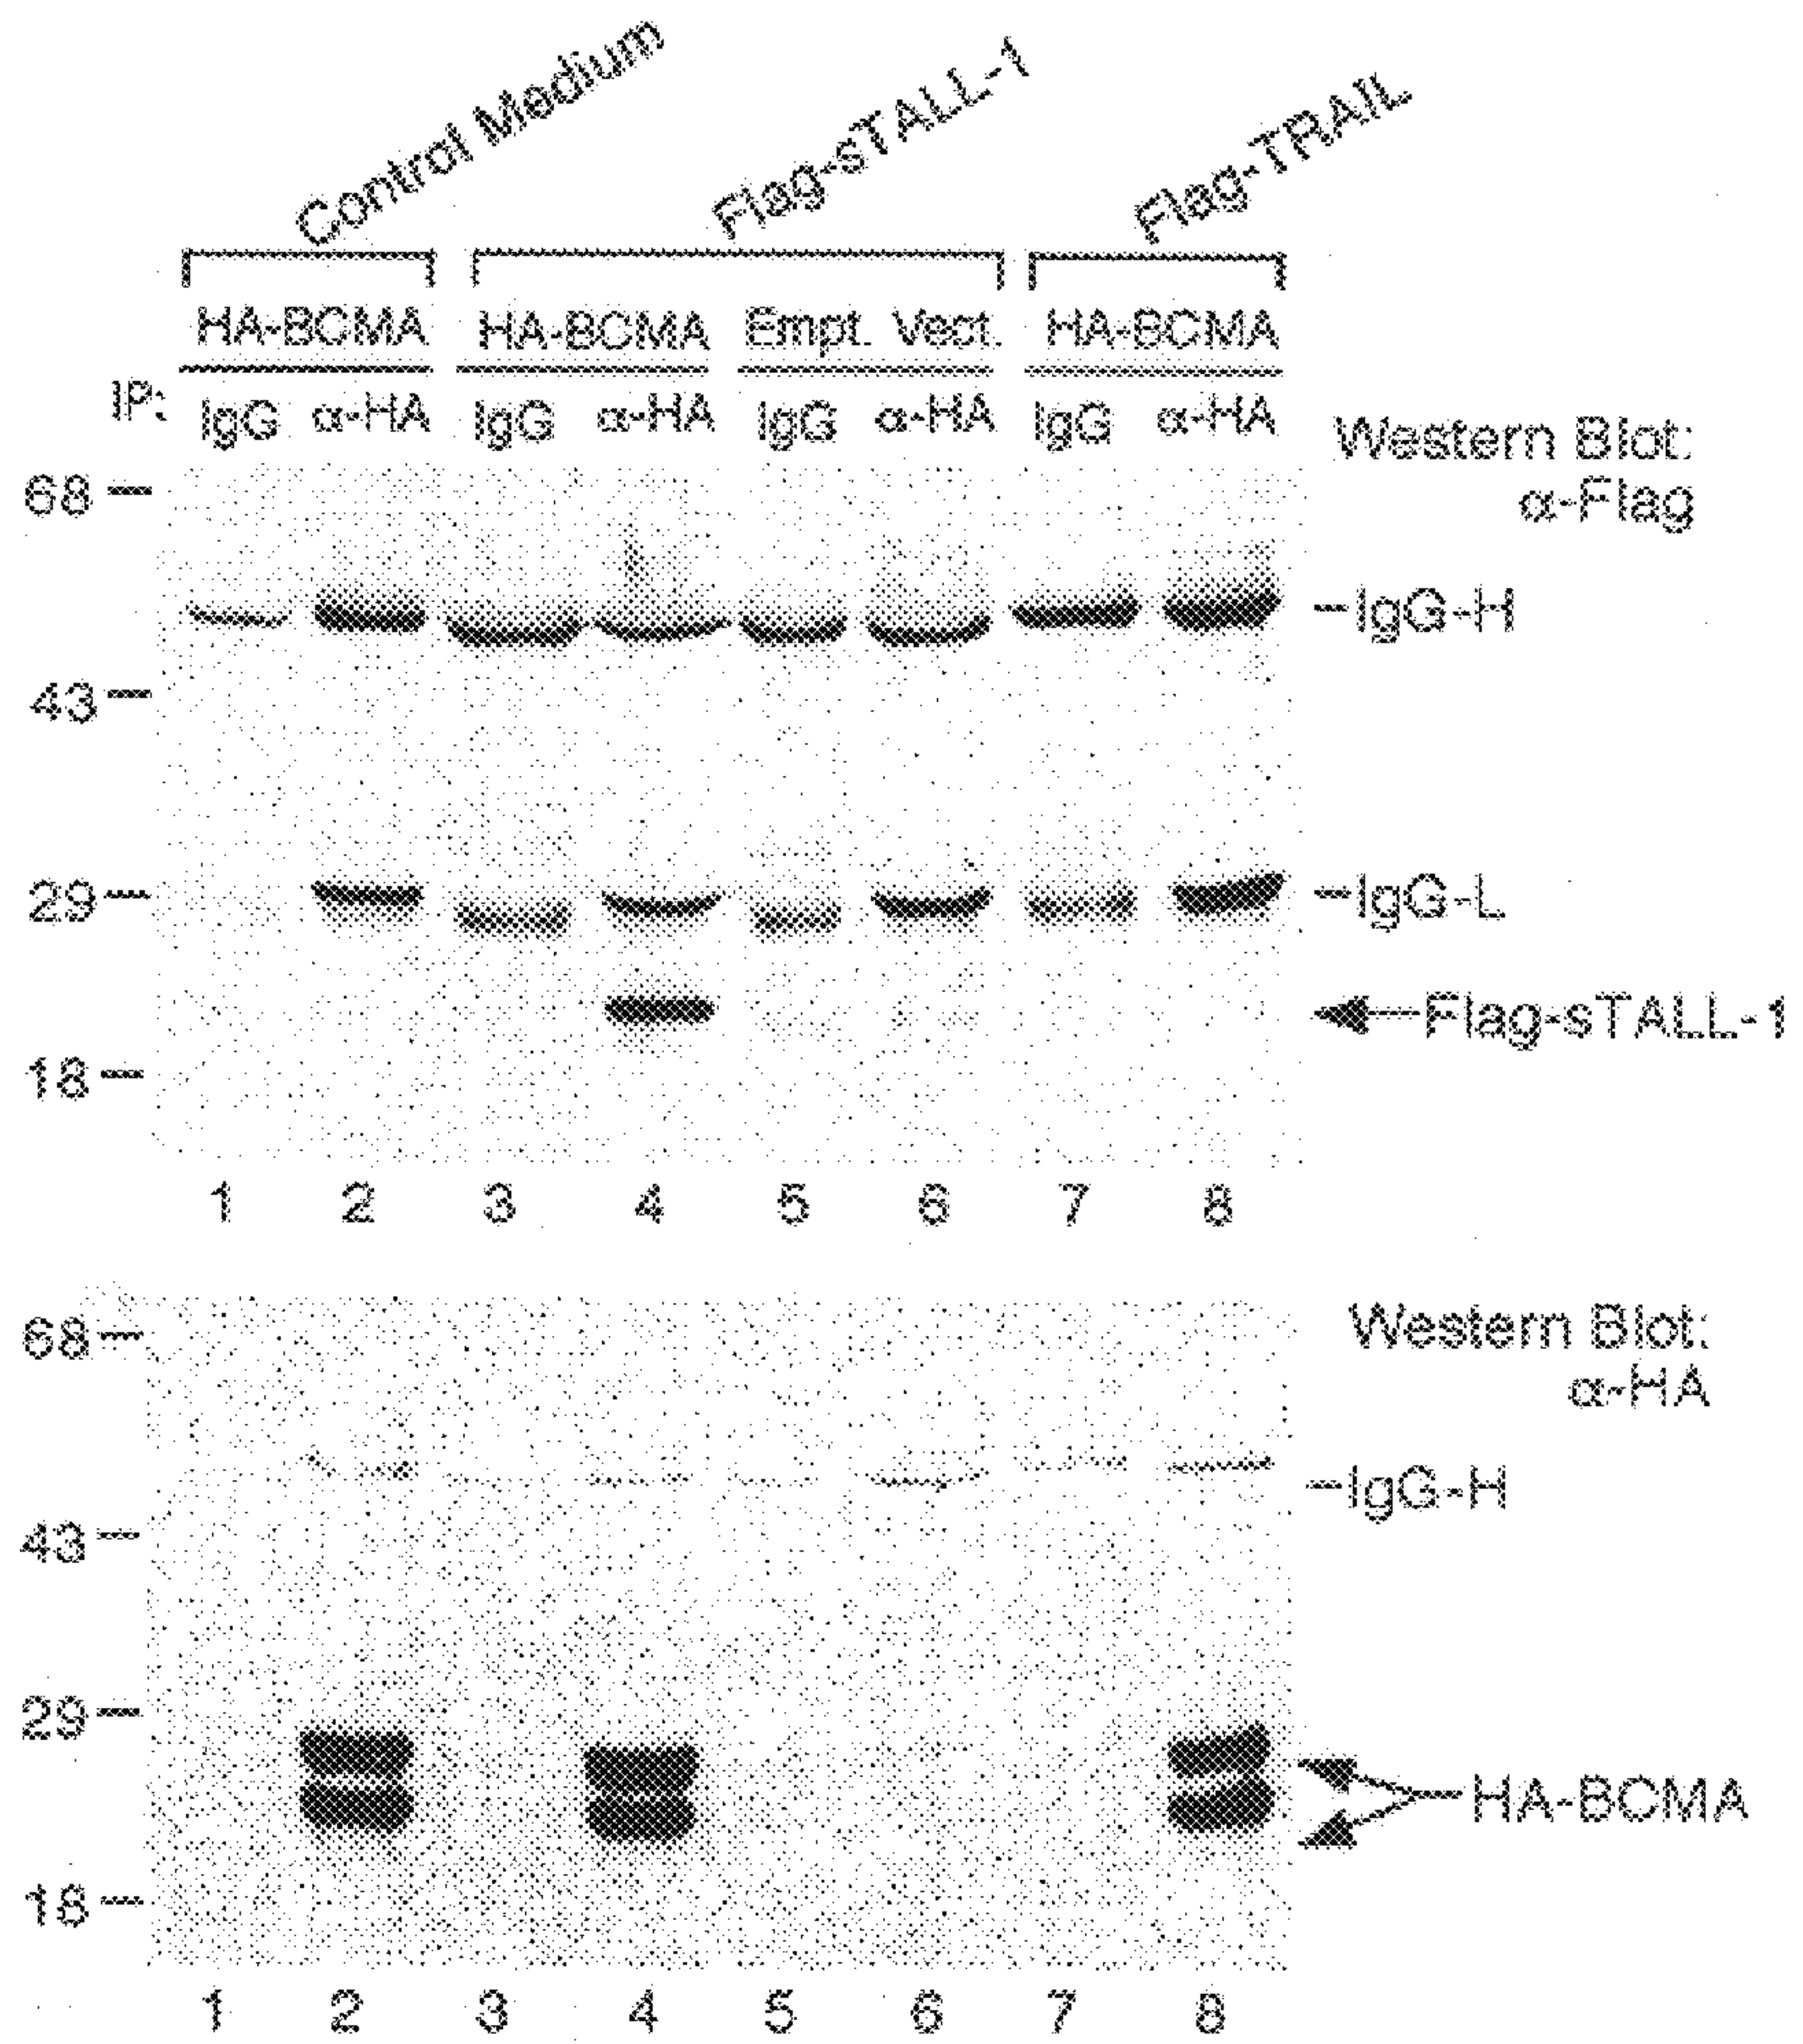 Control Medium Flag-sTALL-1 Flag-TRAIL
HA-BCMA HA-BCMA Empt. Vect. HA-BCMA
IP: IgG α-HA IgG α-HA IgG α-HA IgG α-HA
Western Blot:
α-Flag
68
IgG-H
43
29
IgG-L
Flag-sTALL-1
18
1 2 3 4 5 6 7 8
Western Blot:
α-HA
68
IgG-H
43
29
HA-BCMA
18
1 2 3 4 5 6 7 8